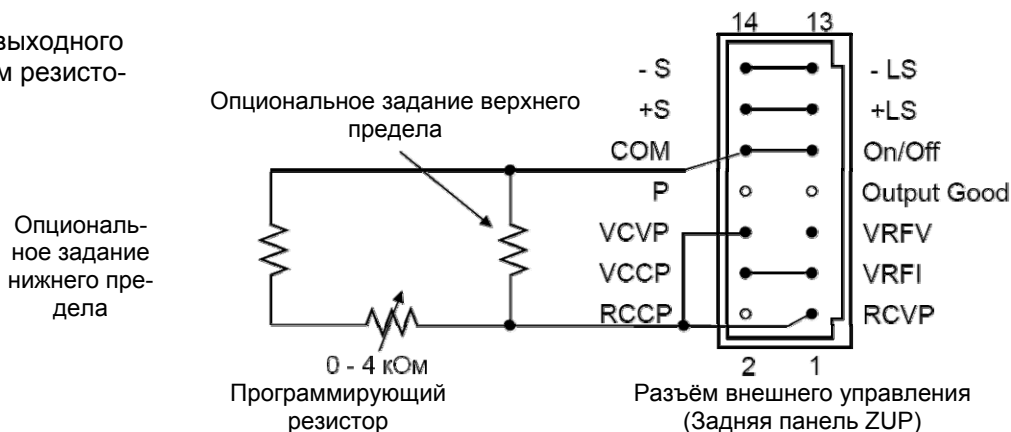 выходного
м резисто-
14 13
- S - LS
Опциональное задание верхнего
предела
+S +LS
COM On/Off
P Output Good
Опциональ-
ное задание
нижнего пре-
дела
VCVP VRFV
VCCP VRFI
RCCP RCVP
0 - 4 кОм
2 1
Программирующий
резистор
Разъём внешнего управления
(Задняя панель ZUP)